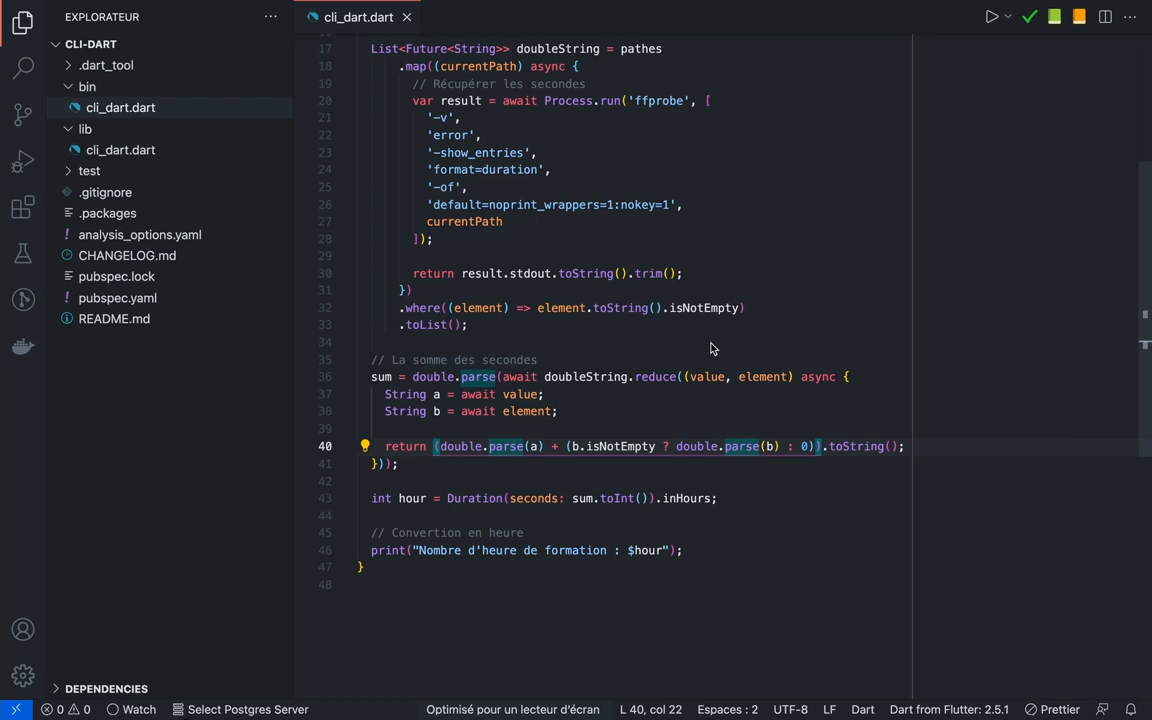 EXPLORATEUR
CLI-DART
.dart_tool
bin
cli_dart.dart
lib
cli_dart.dart
test
.gitignore
.packages
analysis_options.yaml
CHANGELOG.md
pubspec.lock
pubspec.yaml
README.md
DEPENDENCIES
cli_dart.dart
17 List<Future<String>> doubleString = pathes
18 .map((currentPath) async {
19 // Récupérer les secondes
20 var result = await Process.run('ffprobe', [
21 '-v',
22 'error',
23 '-show_entries',
24 'format=duration',
25 '-of',
26 'default=noprint_wrappers=1:nokey=1',
27 currentPath
28 ]);
29
30 return result.stdout.toString().trim();
31 })
32 .where((element) => element.toString().isNotEmpty)
33 .toList();
34
35 // La somme des secondes
36 sum = double.parse(await doubleString.reduce((value, element) async {
37 String a = await value;
38 String b = await element;
39
40 return (double.parse(a) + (b.isNotEmpty ? double.parse(b) : 0)).toString();
41 }));
42
43 int hour = Duration(seconds: sum.toInt()).inHours;
44
45 // Convertion en heure
46 print("Nombre d'heure de formation : $hour");
47 }
48
0 0 Watch Select Postgres Server Optimisé pour un lecteur d'écran L 40, col 22 Espaces : 2 UTF-8 LF Dart Dart from Flutter: 2.5.1 Prettier